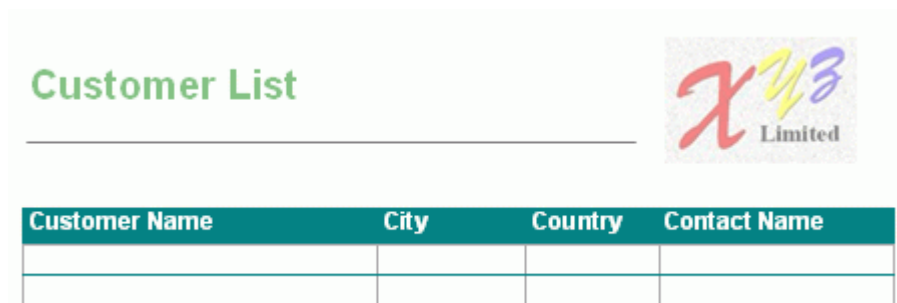 Customer List
XYZ
Limited
Customer Name City Country Contact Name